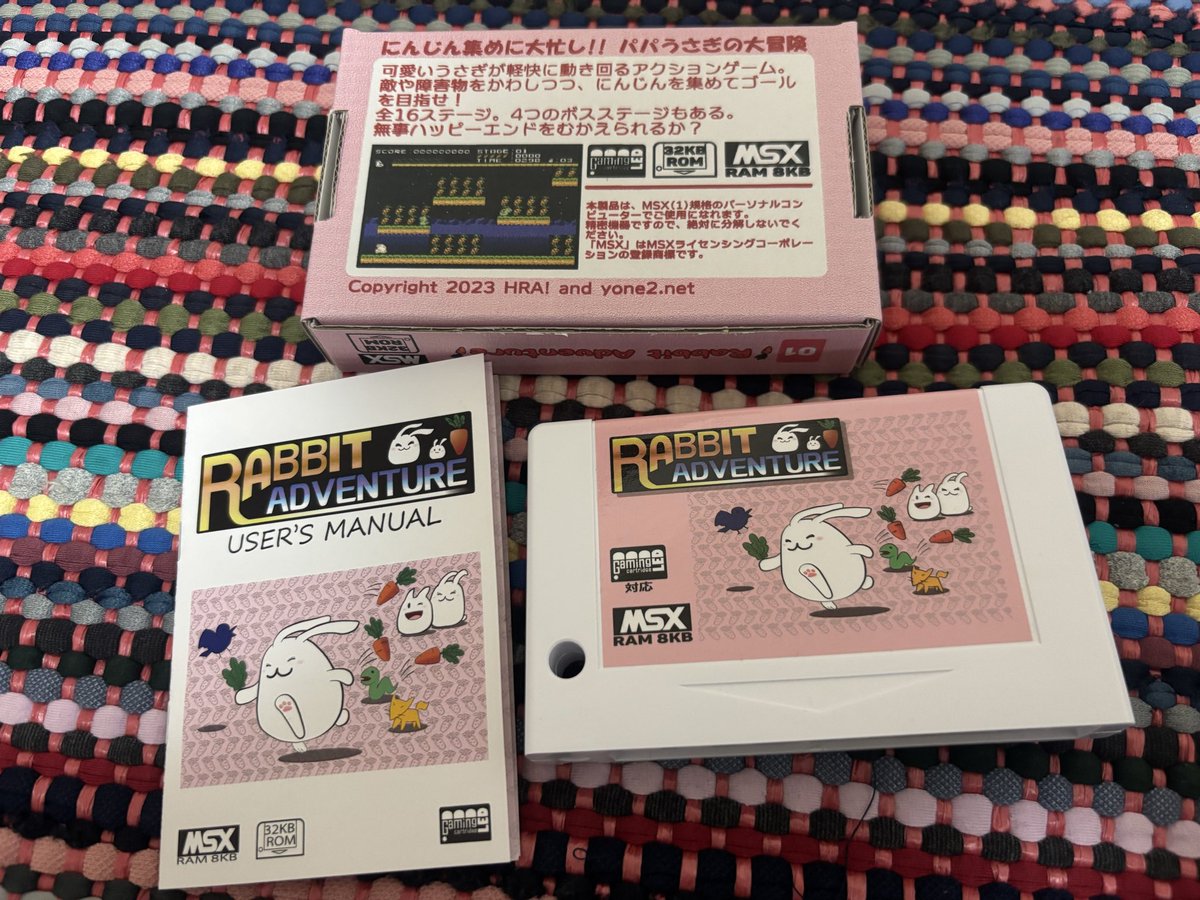 にんじん集めに大忙し!! パパうさぎの大冒険
可愛いうさぎが軽快に動き回るアクションゲーム。
敵や障害物をかわしつつ、にんじんを集めてゴール
を目指せ!
全16ステージ。4つのボスステージもある。
無事ハッピーエンドをむかえられるか?
SCORE 000000000 STAGE 01
TIME
Gaming
LED
32KB
ROM
MSX
RAM 8KB
本製品は、MSX(1)規格のパーソナルコン
ピューターでご使用になれます。
精密機器ですので、絶対に分解しないでく
ださい。
「MSX」はMSXライセンシングコーポレー
ションの登録商標です。
Copyright 2023 HRA! and yone2.net
32KB
ROM
MSX
Rabbit Adventure
01
RABBIT
ADVENTURE
USER'S MANUAL
MSX
RAM 8KB
32KB
ROM
Gaming
cartridge
LED
RABBIT
ADVENTURE
Gaming
cartridge
LED
対応
MSX
RAM 8KB